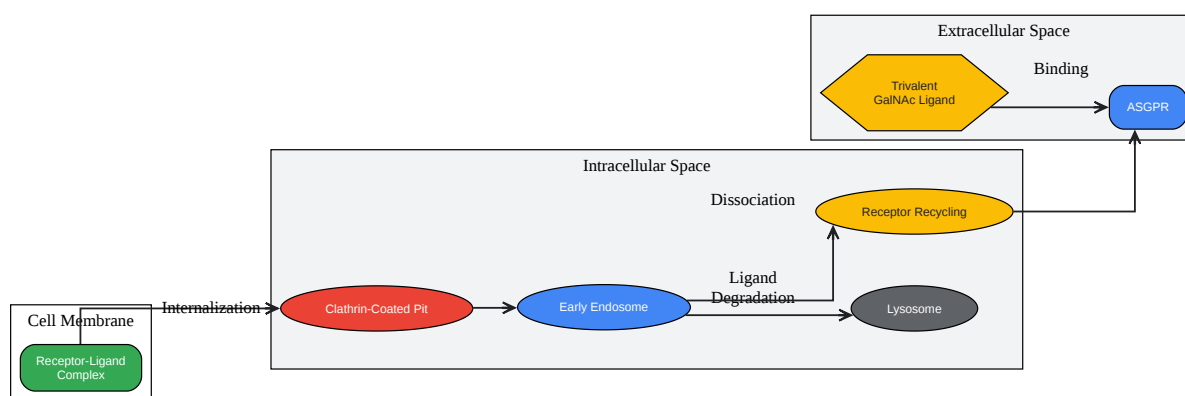 Extracellular Space
Trivalent
GalNAc Ligand
Binding
ASGPR
Intracellular Space
Dissociation
Receptor Recycling
Ligand
Degradation
Internalization
Clathrin-Coated Pit
Early Endosome
Lysosome
Cell Membrane
Receptor-Ligand
Complex